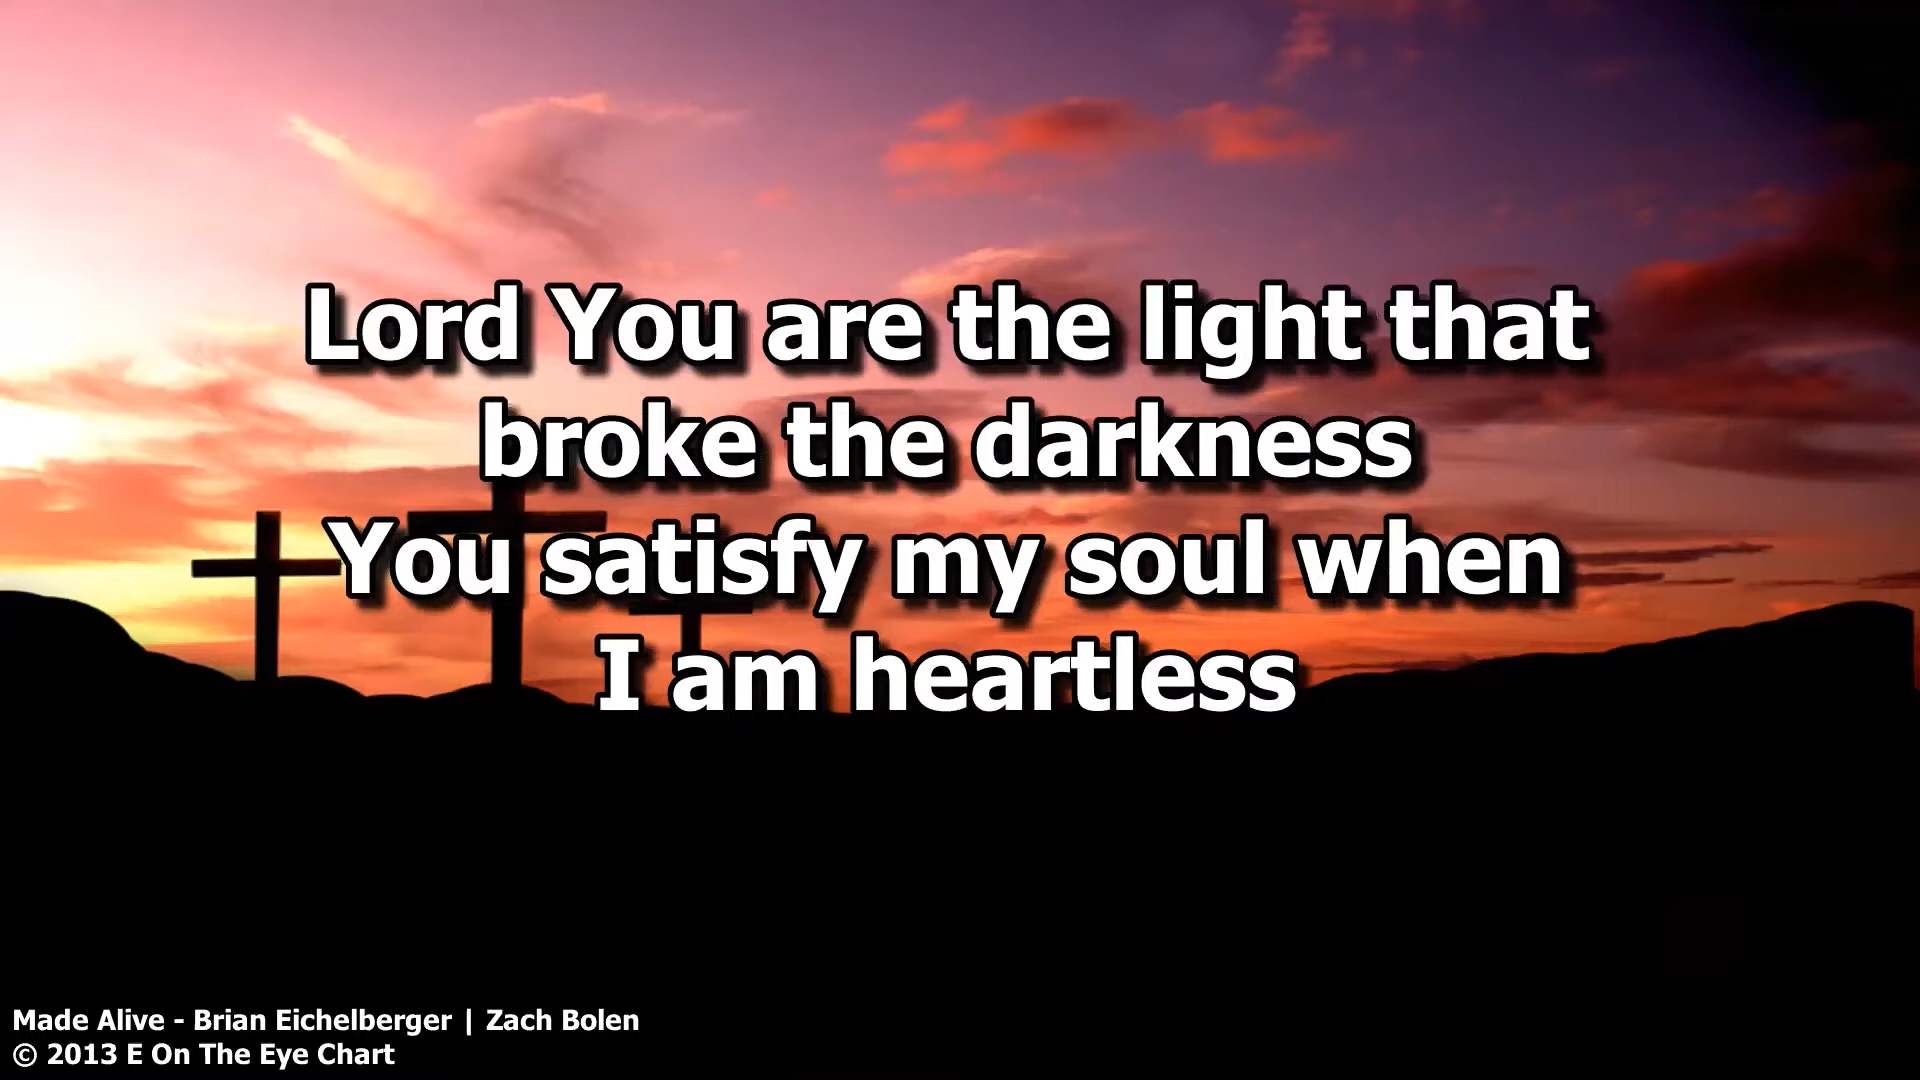 Lord You are the light that
broke the darkness
You satisfy my soul when
I am heartless
Made Alive - Brian Eichelberger | Zach Bolen
© 2013 E On The Eye Chart